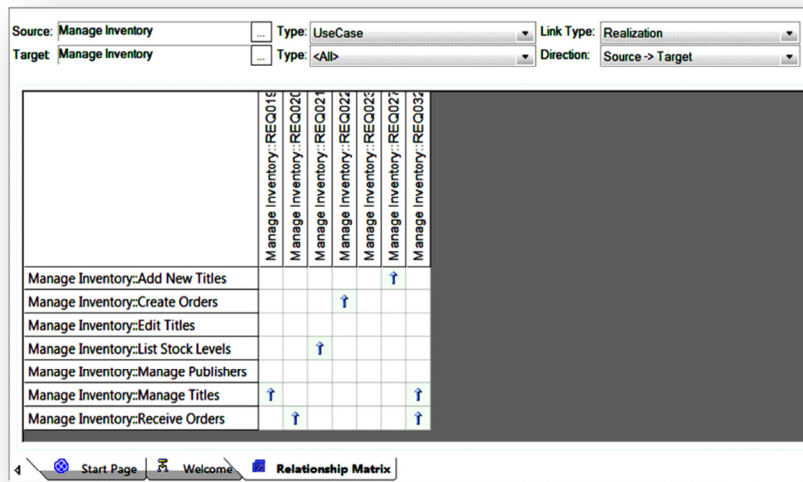 Source: Manage Inventory ... Type: UseCase Link Type: Realization
Target Manage Inventory ... Type: <All> Direction: Source -> Target
Manage Inventory::REQ019
Manage Inventory::REQ020
Manage Inventory::REQ021
Manage Inventory::REQ022
Manage Inventory::REQ023
Manage Inventory::REQ027
Manage Inventory::REQ032
Manage Inventory::Add New Titles
Manage Inventory::Create Orders
Manage Inventory::Edit Titles
Manage Inventory::List Stock Levels
Manage Inventory::Manage Publishers
Manage Inventory::Manage Titles
Manage Inventory::Receive Orders
Start Page Welcome Relationship Matrix